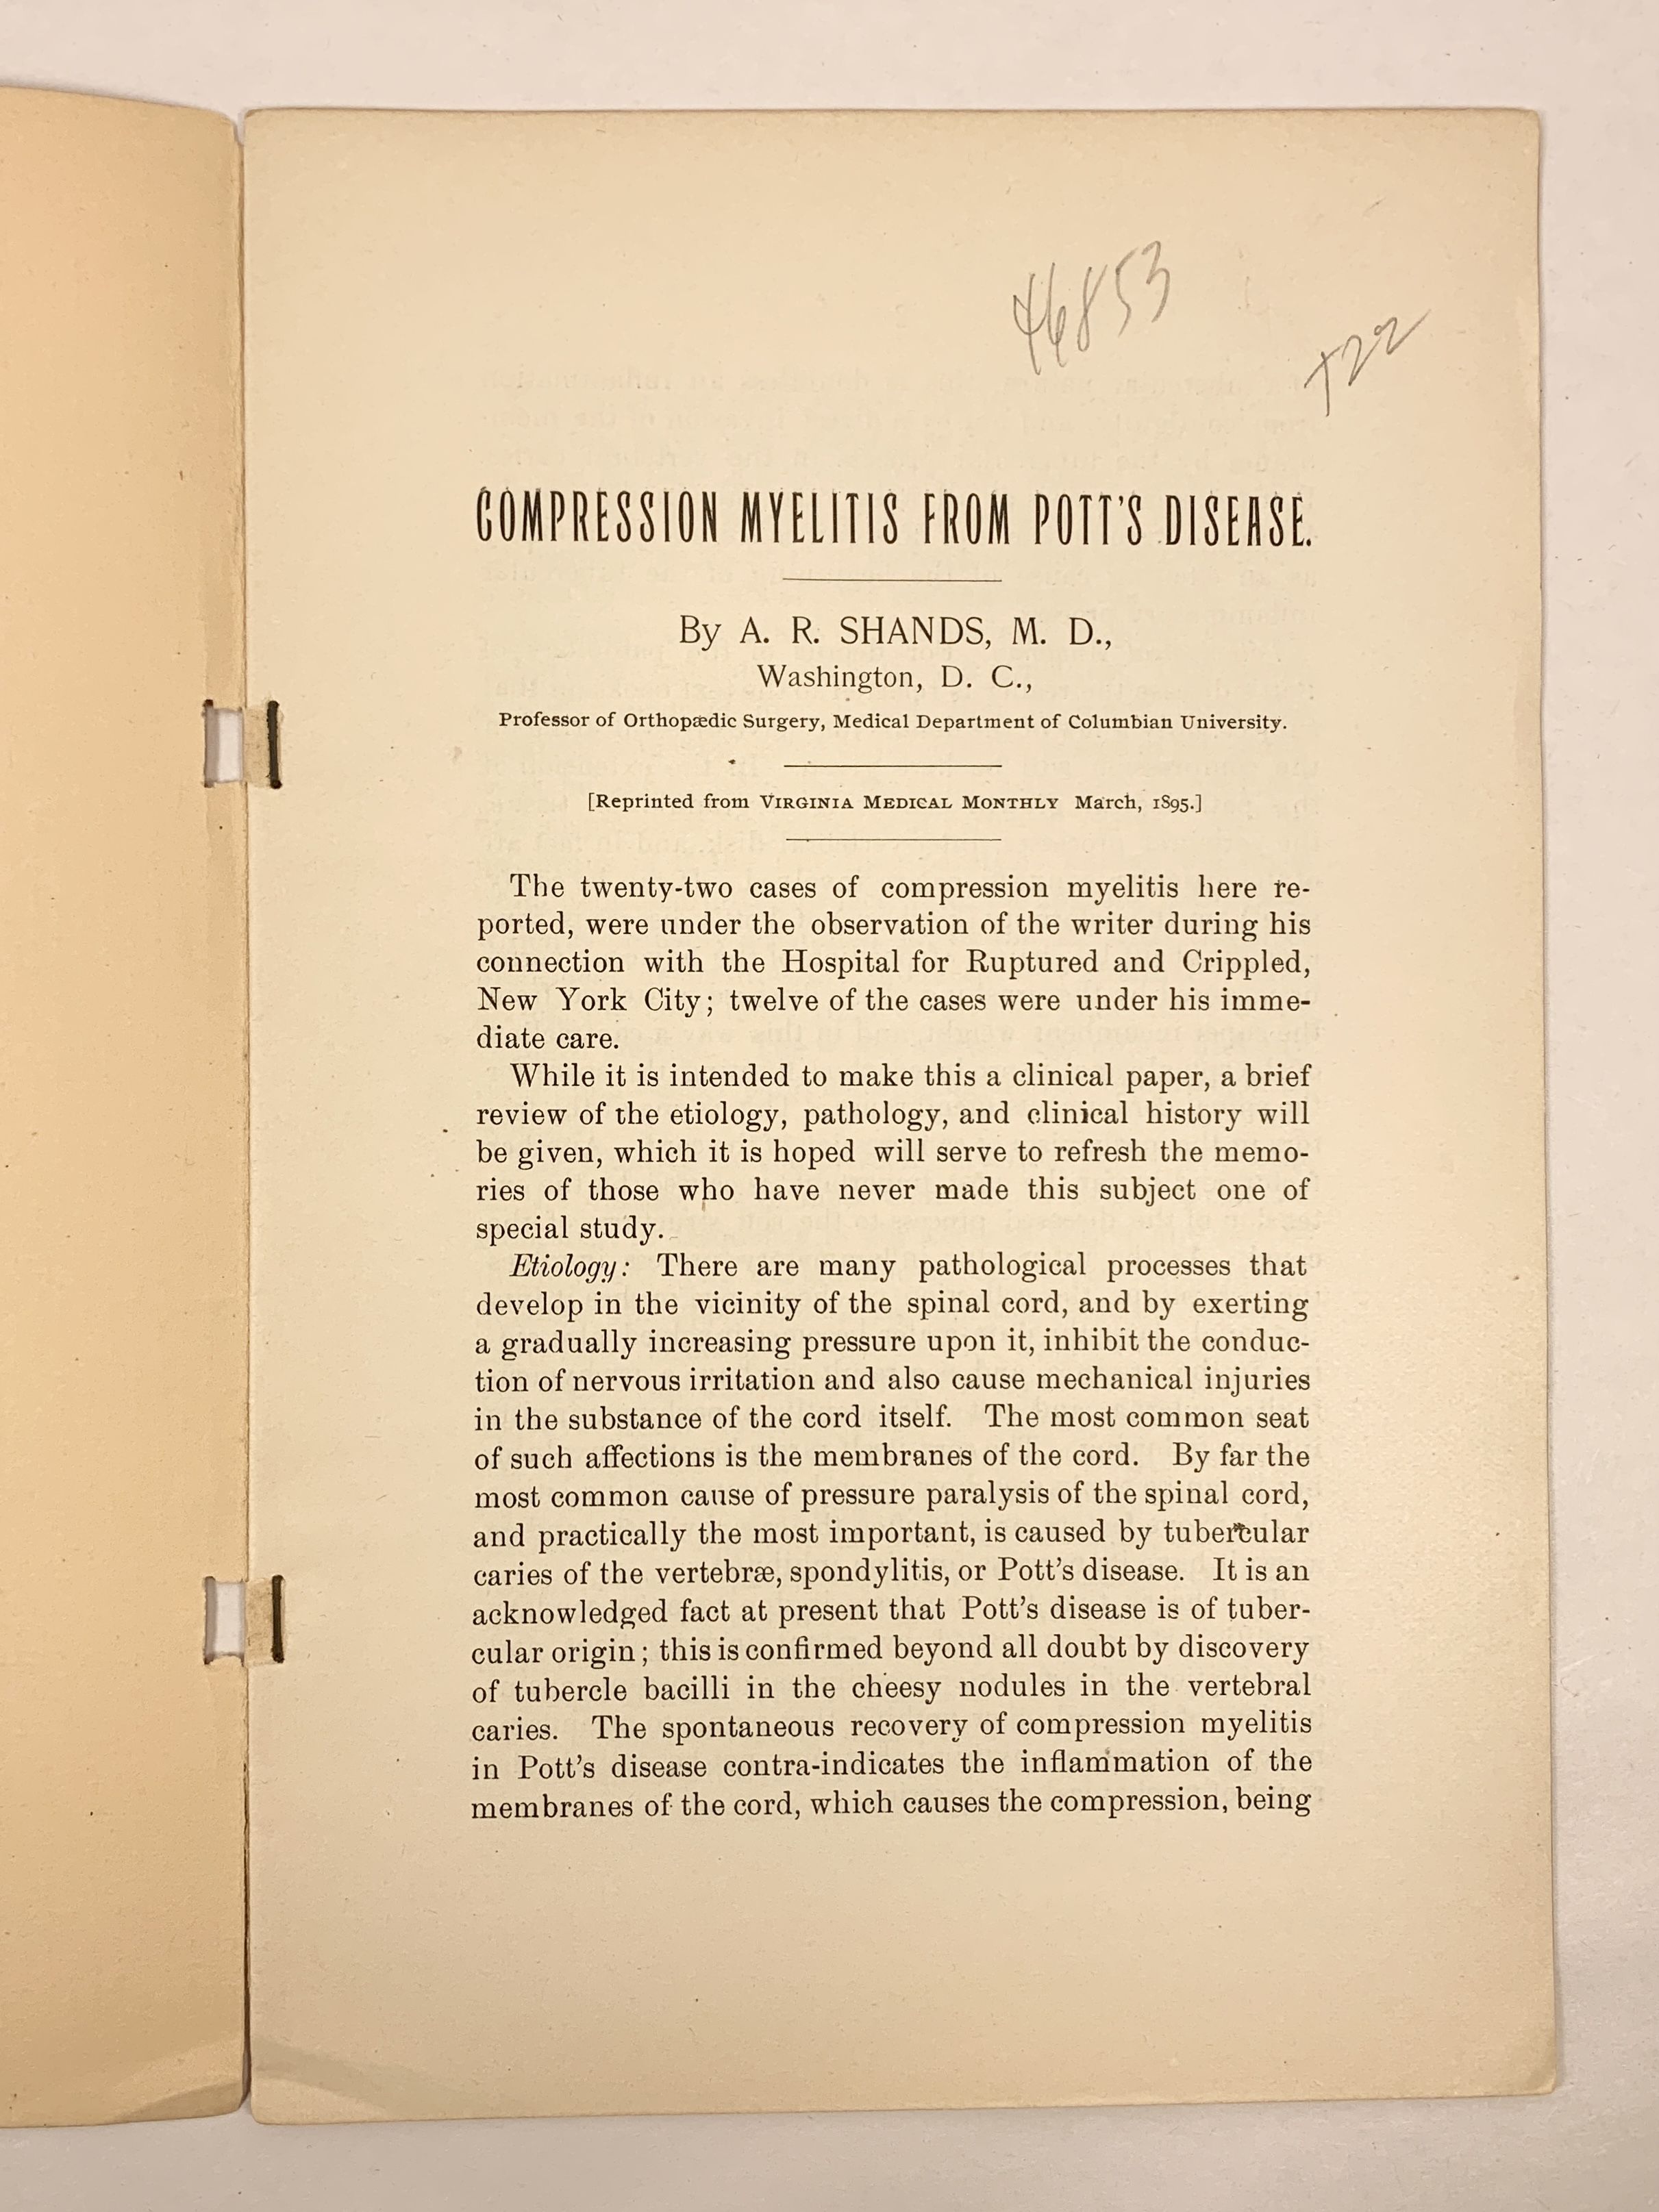 46853
T22
COMPRESSION MYELITIS FROM POTT'S DISEASE.
By A. R. SHANDS, M. D.,
Washington, D. C.,
Professor of Orthopædic Surgery, Medical Department of Columbian University.
[Reprinted from VIRGINIA MEDICAL MONTHLY March, 1895.]
The twenty-two cases of compression myelitis here re-
ported, were under the observation of the writer during his
connection with the Hospital for Ruptured and Crippled,
New York City; twelve of the cases were under his imme-
diate care.
While it is intended to make this a clinical paper, a brief
review of the etiology, pathology, and clinical history will
be given, which it is hoped will serve to refresh the memo-
ries of those who have never made this subject one of
special study.
Etiology: There are many pathological processes that
develop in the vicinity of the spinal cord, and by exerting
a gradually increasing pressure upon it, inhibit the conduc-
tion of nervous irritation and also cause mechanical injuries
in the substance of the cord itself. The most common seat
of such affections is the membranes of the cord. By far the
most common cause of pressure paralysis of the spinal cord,
and practically the most important, is caused by tubercular
caries of the vertebræ, spondylitis, or Pott's disease. It is an
acknowledged fact at present that Pott's disease is of tuber-
cular origin; this is confirmed beyond all doubt by discovery
of tubercle bacilli in the cheesy nodules in the vertebral
caries. The spontaneous recovery of compression myelitis
in Pott's disease contra-indicates the inflammation of the
membranes of the cord, which causes the compression, being